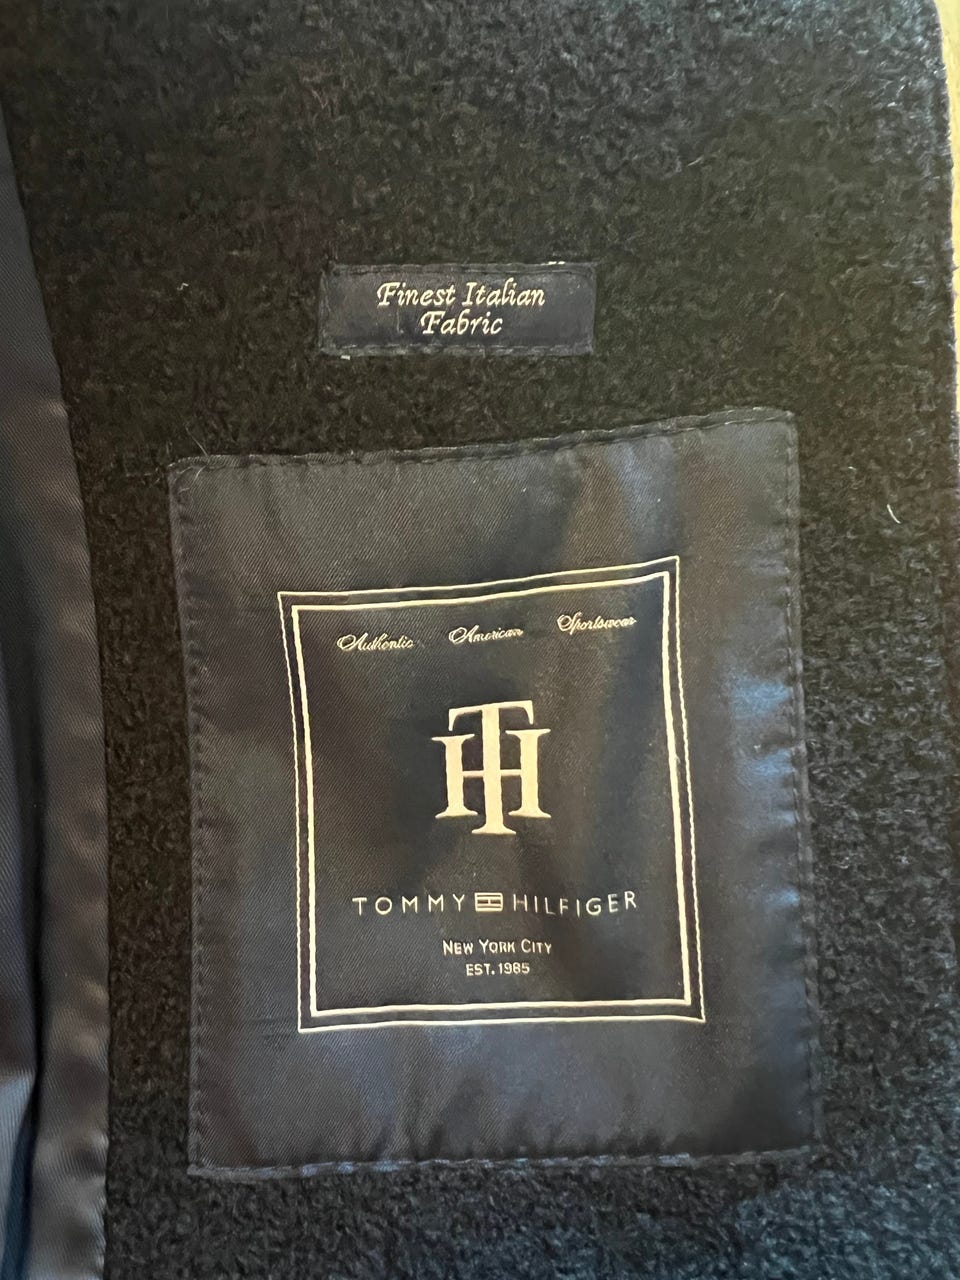 Finest Italian
Fabric
Authentic American Sportswear
TH
TOMMY HILFIGER
NEW YORK CITY
EST. 1985